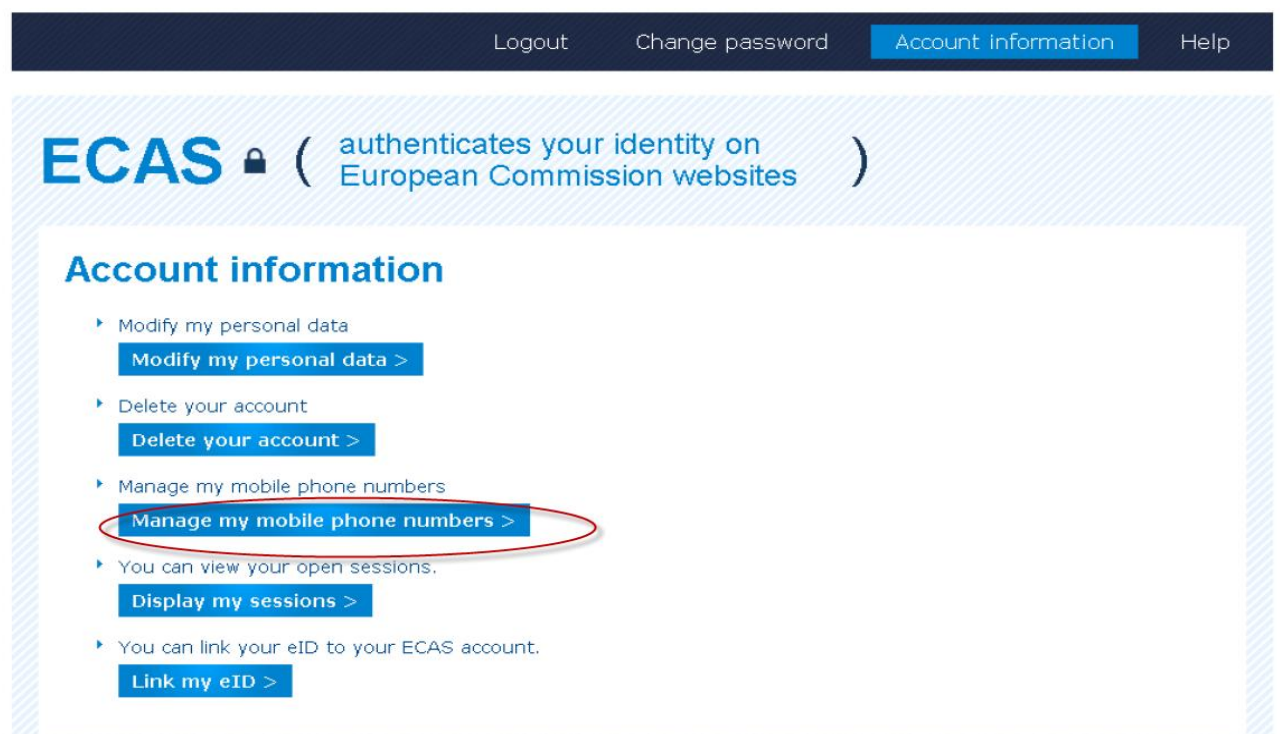 Logout Change password Account information Help
ECAS ( authenticates your identity on )
European Commission websites
Account information
Modify my personal data
Modify my personal data >
Delete your account
Delete your account >
Manage my mobile phone numbers
Manage my mobile phone numbers >
You can view your open sessions.
Display my sessions >
You can link your eID to your ECAS account.
Link my eID >